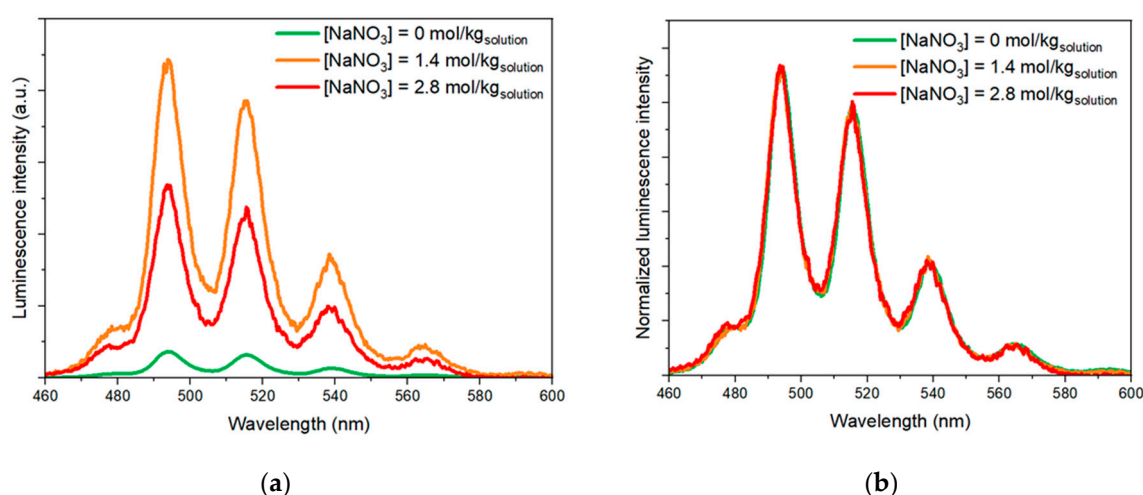 [NaNO₃] = 0 mol/kgsolution
[NaNO₃] = 1.4 mol/kgsolution
[NaNO₃] = 2.8 mol/kgsolution
Luminescence intensity (a.u.)
460 480 500 520 540 560 580 600
Wavelength (nm)
(a)
[NaNO₃] = 0 mol/kgsolution
[NaNO₃] = 1.4 mol/kgsolution
[NaNO₃] = 2.8 mol/kgsolution
Normalized luminescence intensity
460 480 500 520 540 560 580 600
Wavelength (nm)
(b)